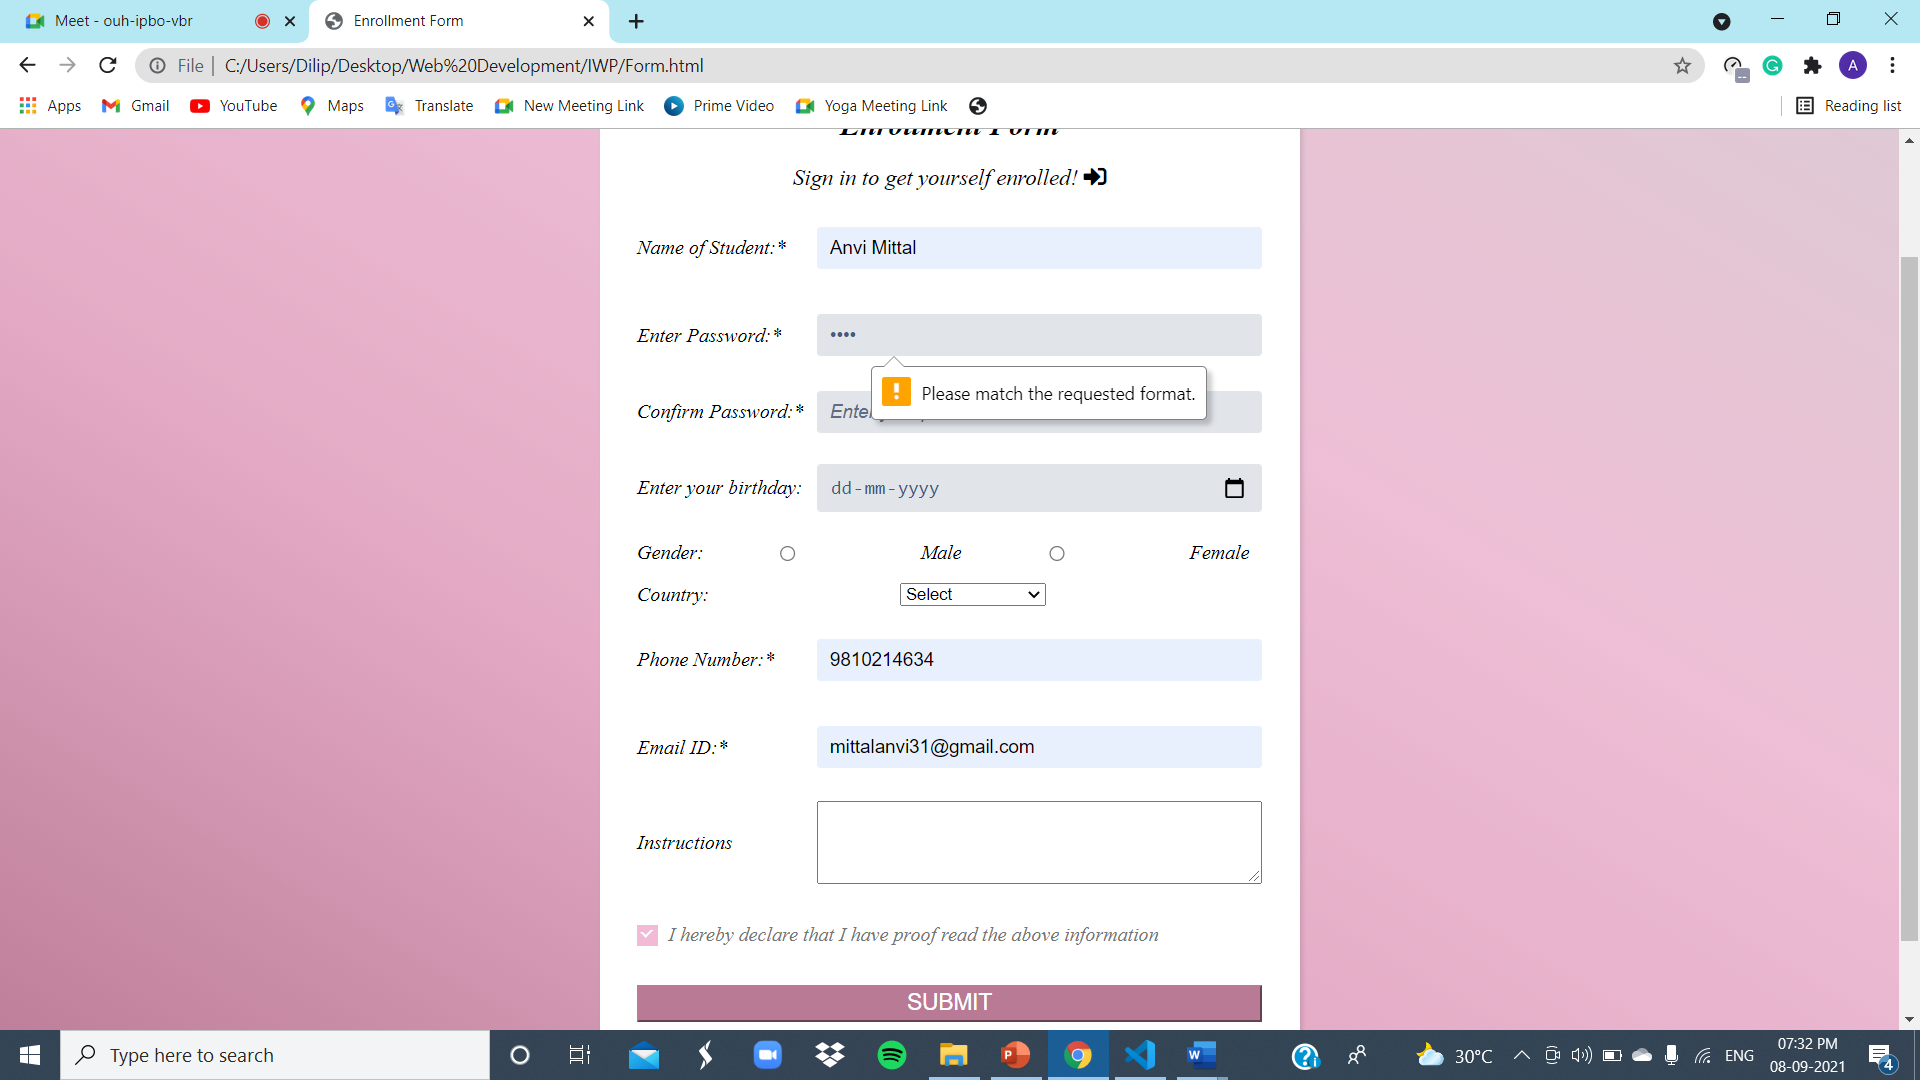 Meet - ouh-ipbo-vbr
Enrollment Form
File | C:/Users/Dilip/Desktop/Web%20Development/IWP/Form.html
A
Apps
Gmail
YouTube
Maps
Translate
New Meeting Link
Prime Video
Yoga Meeting Link
Reading list
Enrollment Form
Sign in to get yourself enrolled!
Name of Student:* Anvi Mittal
Enter Password:* ••••
Please match the requested format.
Confirm Password:* Enter
Enter your birthday: dd-mm-yyyy
Gender: Male Female
Country: Select
Phone Number:* 9810214634
Email ID:* mittalanvi31@gmail.com
Instructions
I hereby declare that I have proof read the above information
SUBMIT
Type here to search
30°C
ENG
07:32 PM
08-09-2021
4